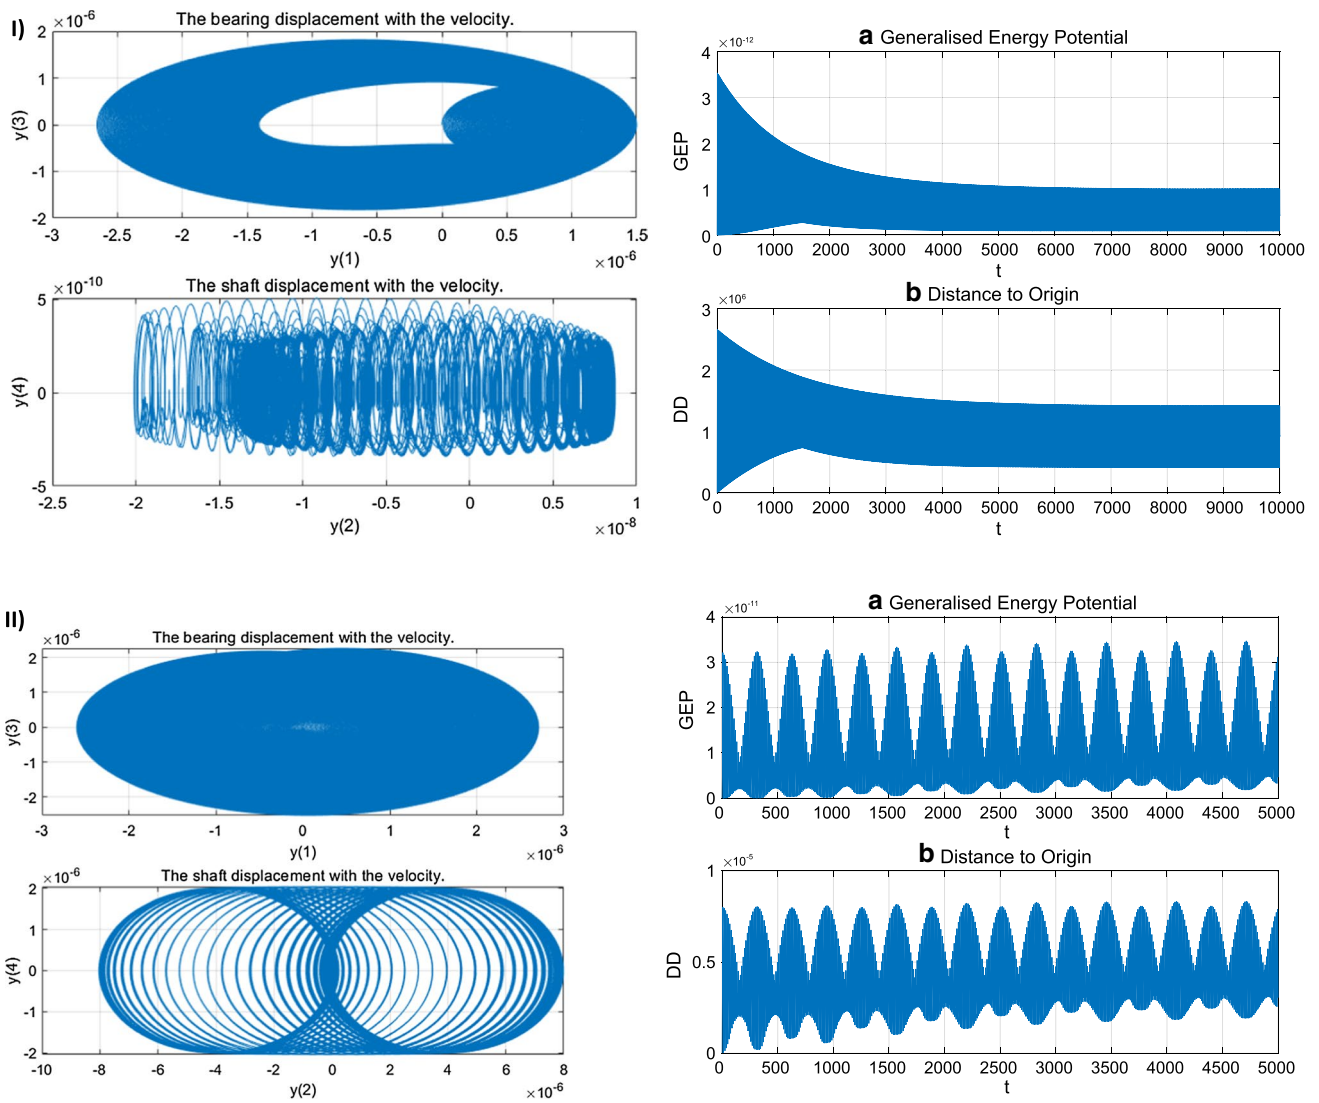 I)
×10⁻⁶
The bearing displacement with the velocity.
2
1
0
-1
-2
y(3)
-3 -2.5 -2 -1.5 -1 -0.5 0 0.5 1 1.5
y(1)
×10⁻⁶
×10⁻¹⁰
The shaft displacement with the velocity.
5
0
-5
y(4)
-2.5 -2 -1.5 -1 -0.5 0 0.5 1
y(2)
×10⁻⁸
a Generalised Energy Potential
×10⁻¹²
4
3
2
1
0
GEP
0 1000 2000 3000 4000 5000 6000 7000 8000 9000 10000
t
b Distance to Origin
×10⁶
3
2
1
0
DD
0 1000 2000 3000 4000 5000 6000 7000 8000 9000 10000
t
II)
×10⁻⁶
The bearing displacement with the velocity.
2
1
0
-1
-2
y(3)
-3 -2 -1 0 1 2 3
y(1)
×10⁻⁶
×10⁻⁶
The shaft displacement with the velocity.
2
1
0
-1
-2
y(4)
-10 -8 -6 -4 -2 0 2 4 6 8
y(2)
×10⁻⁶
a Generalised Energy Potential
×10⁻¹¹
4
3
2
1
0
GEP
0 500 1000 1500 2000 2500 3000 3500 4000 4500 5000
t
b Distance to Origin
×10⁻⁵
1
0.5
0
DD
0 500 1000 1500 2000 2500 3000 3500 4000 4500 5000
t